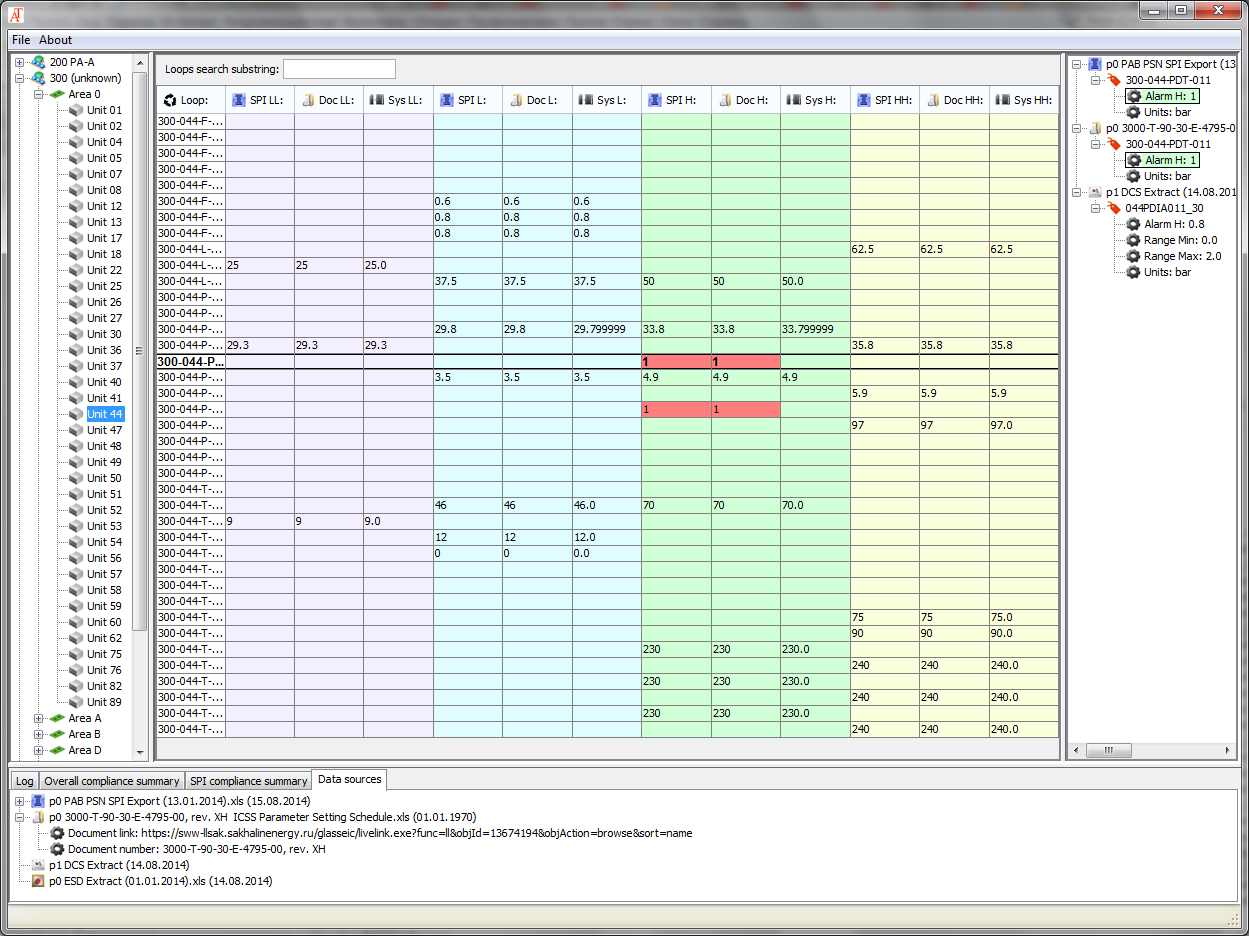 AT
File About
200 PA-A
300 (unknown)
Area 0
Unit 01
Unit 02
Unit 04
Unit 05
Unit 07
Unit 08
Unit 12
Unit 13
Unit 17
Unit 18
Unit 22
Unit 25
Unit 26
Unit 27
Unit 30
Unit 36
Unit 37
Unit 40
Unit 41
Unit 44
Unit 47
Unit 48
Unit 49
Unit 50
Unit 51
Unit 52
Unit 53
Unit 54
Unit 56
Unit 57
Unit 58
Unit 59
Unit 60
Unit 62
Unit 75
Unit 76
Unit 82
Unit 89
Area A
Area B
Area D
Loops search substring:
Loop: SPI LL: Doc LL: Sys LL: SPI L: Doc L: Sys L: SPI H: Doc H: Sys H: SPI HH: Doc HH: Sys HH:
300-044-F-...
300-044-F-...
300-044-F-...
300-044-F-...
300-044-F-...
300-044-F-... 0.6 0.6 0.6
300-044-F-... 0.8 0.8 0.8
300-044-F-... 0.8 0.8 0.8
300-044-L-... 62.5 62.5 62.5
300-044-L-... 25 25 25.0
300-044-L-... 37.5 37.5 37.5 50 50 50.0
300-044-P-...
300-044-P-...
300-044-P-... 29.8 29.8 29.799999 33.8 33.8 33.799999
300-044-P-... 29.3 29.3 29.3 35.8 35.8 35.8
300-044-P... 1 1
300-044-P-... 3.5 3.5 3.5 4.9 4.9 4.9
300-044-P-... 5.9 5.9 5.9
300-044-P-... 1 1
300-044-P-... 97 97 97.0
300-044-P-...
300-044-P-...
300-044-P-...
300-044-T-...
300-044-T-... 46 46 46.0 70 70 70.0
300-044-T-... 9 9 9.0
300-044-T-... 12 12 12.0
300-044-T-... 0 0 0.0
300-044-T-...
300-044-T-...
300-044-T-...
300-044-T-... 75 75 75.0
300-044-T-... 90 90 90.0
300-044-T-... 230 230 230.0
300-044-T-... 240 240 240.0
300-044-T-... 230 230 230.0
300-044-T-... 240 240 240.0
300-044-T-... 230 230 230.0
300-044-T-... 240 240 240.0
p0 PAB PSN SPI Export (13
300-044-PDT-011
Alarm H: 1
Units: bar
p0 3000-T-90-30-E-4795-0
300-044-PDT-011
Alarm H: 1
Units: bar
p1 DCS Extract (14.08.201
044PDIA011_30
Alarm H: 0.8
Range Min: 0.0
Range Max: 2.0
Units: bar
Log Overall compliance summary SPI compliance summary Data sources
p0 PAB PSN SPI Export (13.01.2014).xls (15.08.2014)
p0 3000-T-90-30-E-4795-00, rev. XH ICSS Parameter Setting Schedule.xls (01.01.1970)
Document link: https://sww-llsak.sakhalinenergy.ru/glasseic/livelink.exe?func=ll&objId=13674194&objAction=browse&sort=name
Document number: 3000-T-90-30-E-4795-00, rev. XH
p1 DCS Extract (14.08.2014)
p0 ESD Extract (01.01.2014).xls (14.08.2014)